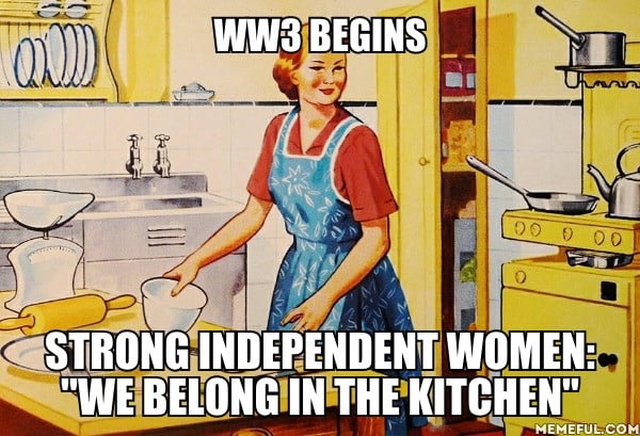 WW3 BEGINS
STRONG INDEPENDENT WOMEN:
"WE BELONG IN THE KITCHEN"
MEMEFUL.COM